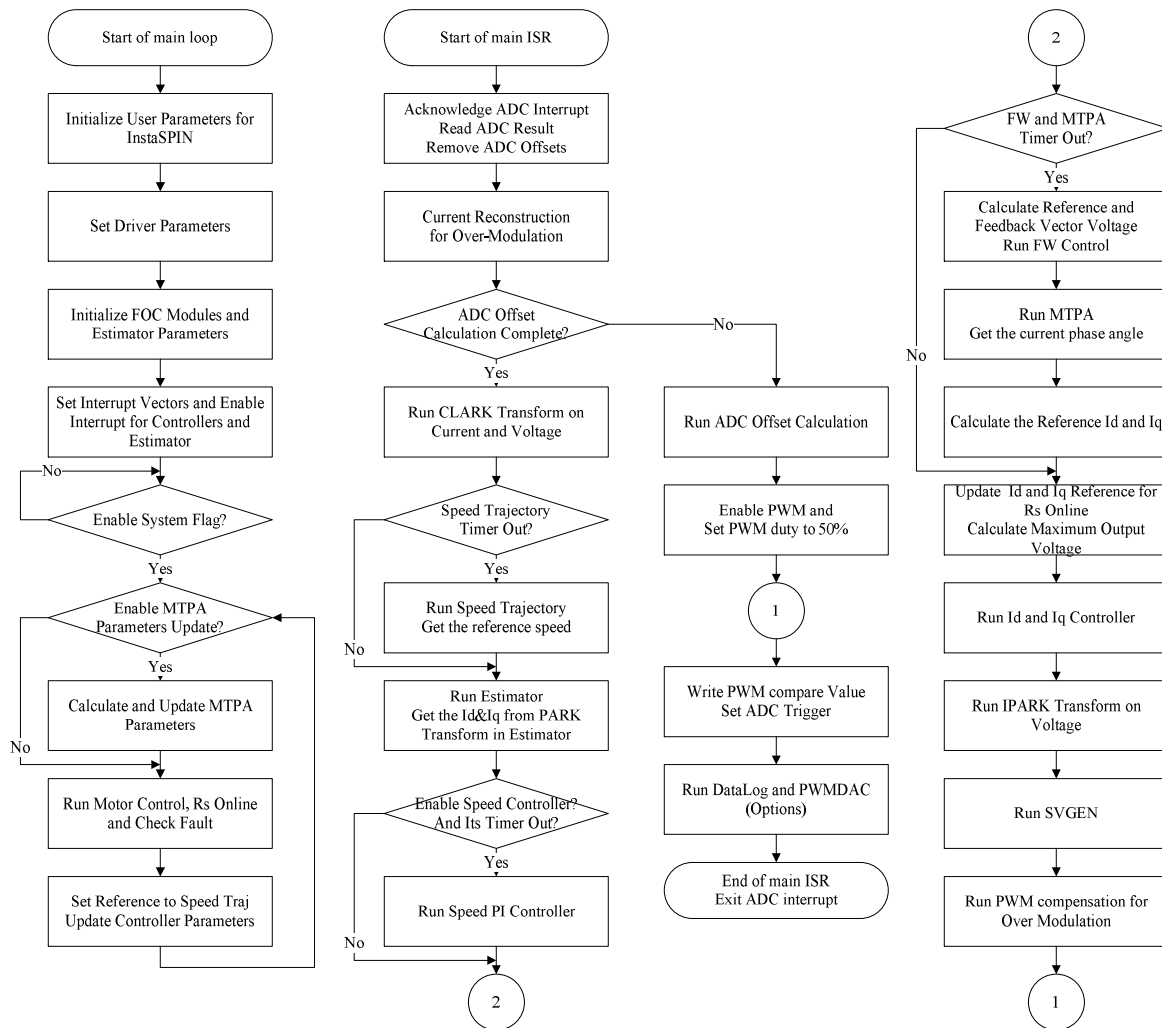 Start of main loop
Initialize User Parameters for
InstaSPIN
Set Driver Parameters
Initialize FOC Modules and
Estimator Parameters
Set Interrupt Vectors and Enable
Interrupt for Controllers and
Estimator
No
Enable System Flag?
Yes
Enable MTPA
Parameters Update?
Yes
Calculate and Update MTPA
Parameters
No
Run Motor Control, Rs Online
and Check Fault
Set Reference to Speed Traj
Update Controller Parameters
Start of main ISR
Acknowledge ADC Interrupt
Read ADC Result
Remove ADC Offsets
Current Reconstruction
for Over-Modulation
ADC Offset
Calculation Complete?
No
Yes
Run CLARK Transform on
Current and Voltage
Speed Trajectory
Timer Out?
Yes
Run Speed Trajectory
Get the reference speed
No
Run Estimator
Get the Id&Iq from PARK
Transform in Estimator
Enable Speed Controller?
And Its Timer Out?
Yes
Run Speed PI Controller
No
2
Run ADC Offset Calculation
Enable PWM and
Set PWM duty to 50%
1
Write PWM compare Value
Set ADC Trigger
Run DataLog and PWMDAC
(Options)
End of main ISR
Exit ADC interrupt
2
FW and MTPA
Timer Out?
Yes
Calculate Reference and
Feedback Vector Voltage
Run FW Control
Run MTPA
Get the current phase angle
No
Calculate the Reference Id and Iq
Update Id and Iq Reference for
Rs Online
Calculate Maximum Output
Voltage
Run Id and Iq Controller
Run IPARK Transform on
Voltage
Run SVGEN
Run PWM compensation for
Over Modulation
1